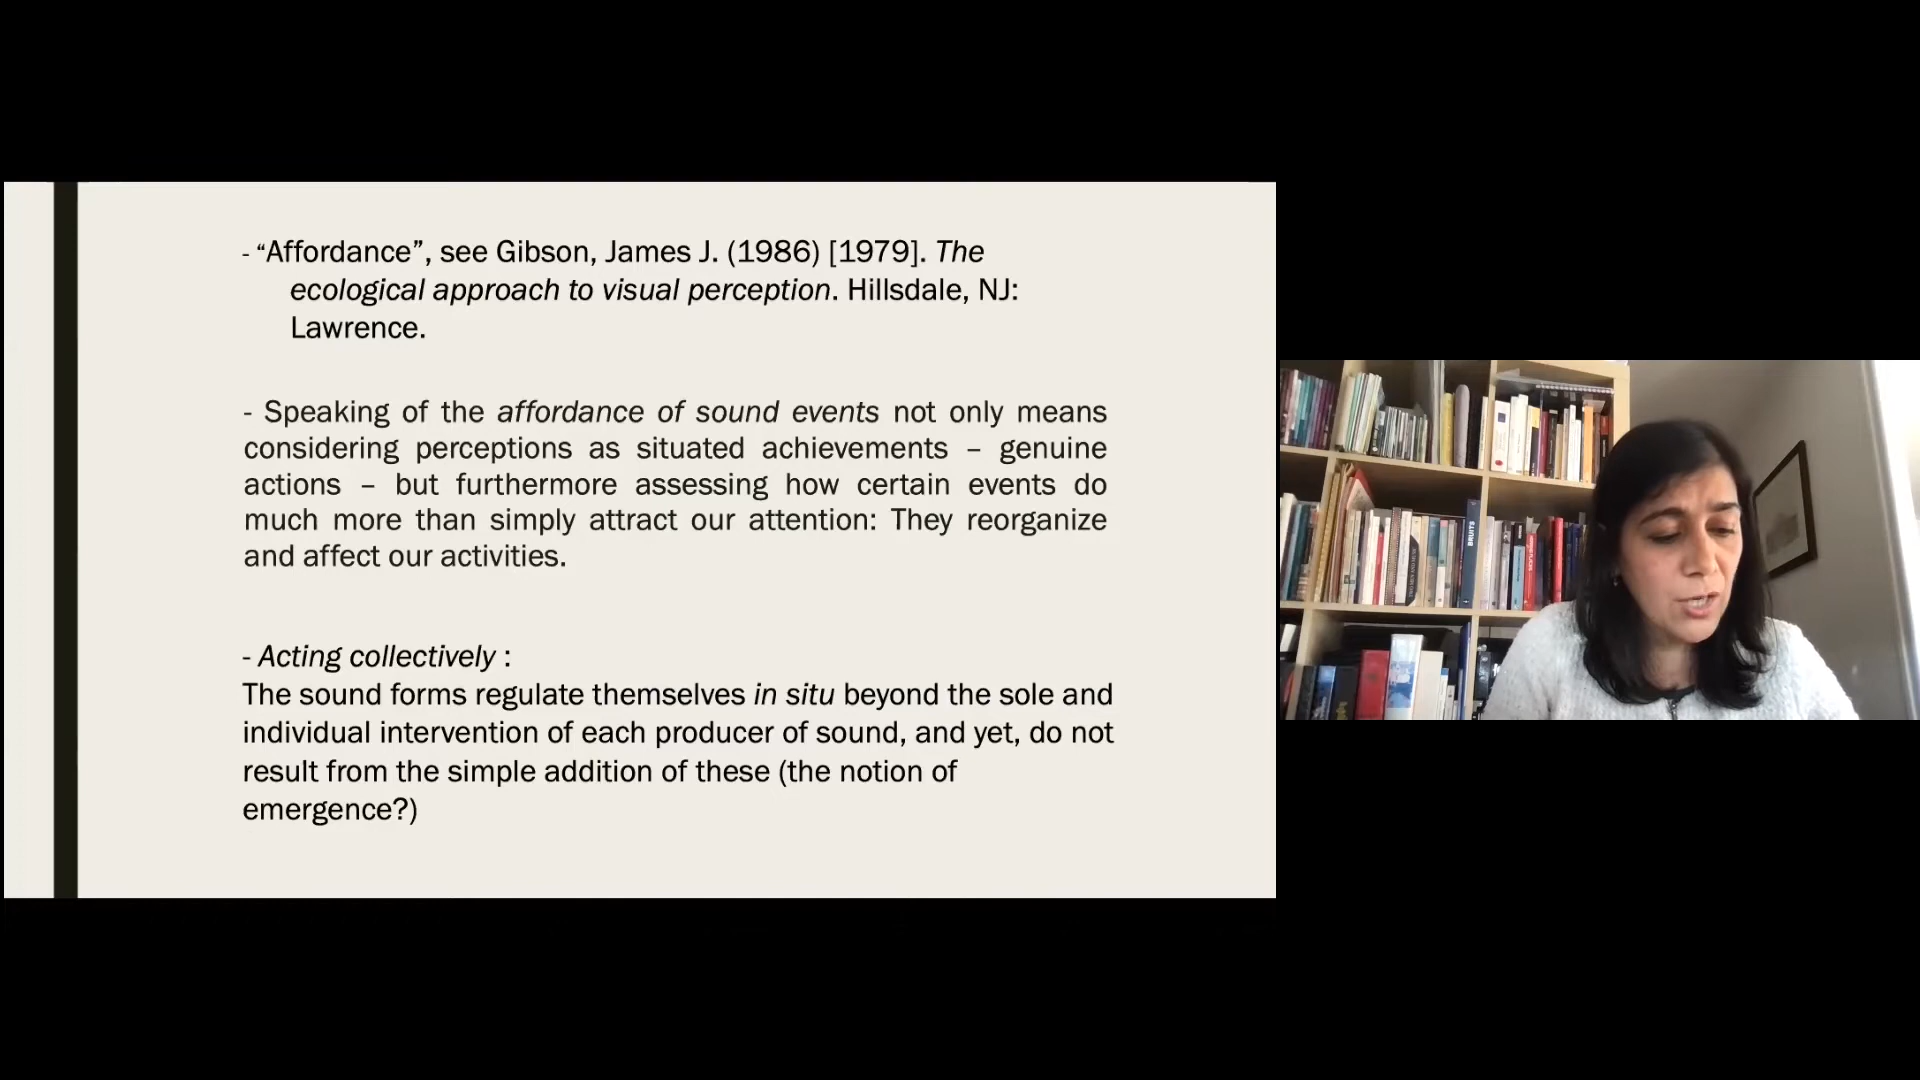 - “Affordance”, see Gibson, James J. (1986) [1979]. The
ecological approach to visual perception. Hillsdale, NJ:
Lawrence.
- Speaking of the affordance of sound events not only means
considering perceptions as situated achievements – genuine
actions – but furthermore assessing how certain events do
much more than simply attract our attention: They reorganize
and affect our activities.
- Acting collectively :
The sound forms regulate themselves in situ beyond the sole and
individual intervention of each producer of sound, and yet, do not
result from the simple addition of these (the notion of
emergence?)
BRUITS